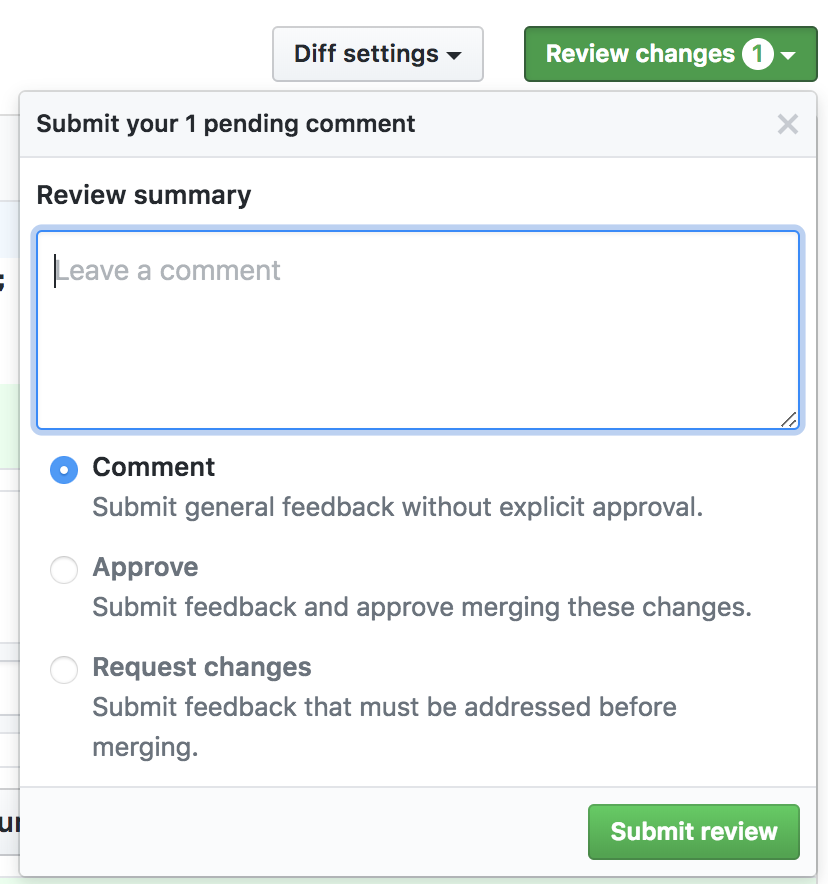 Diff settings
Review changes 1
Submit your 1 pending comment
Review summary
Leave a comment
;
Comment
Submit general feedback without explicit approval.
Approve
Submit feedback and approve merging these changes.
Request changes
Submit feedback that must be addressed before
merging.
Submit review